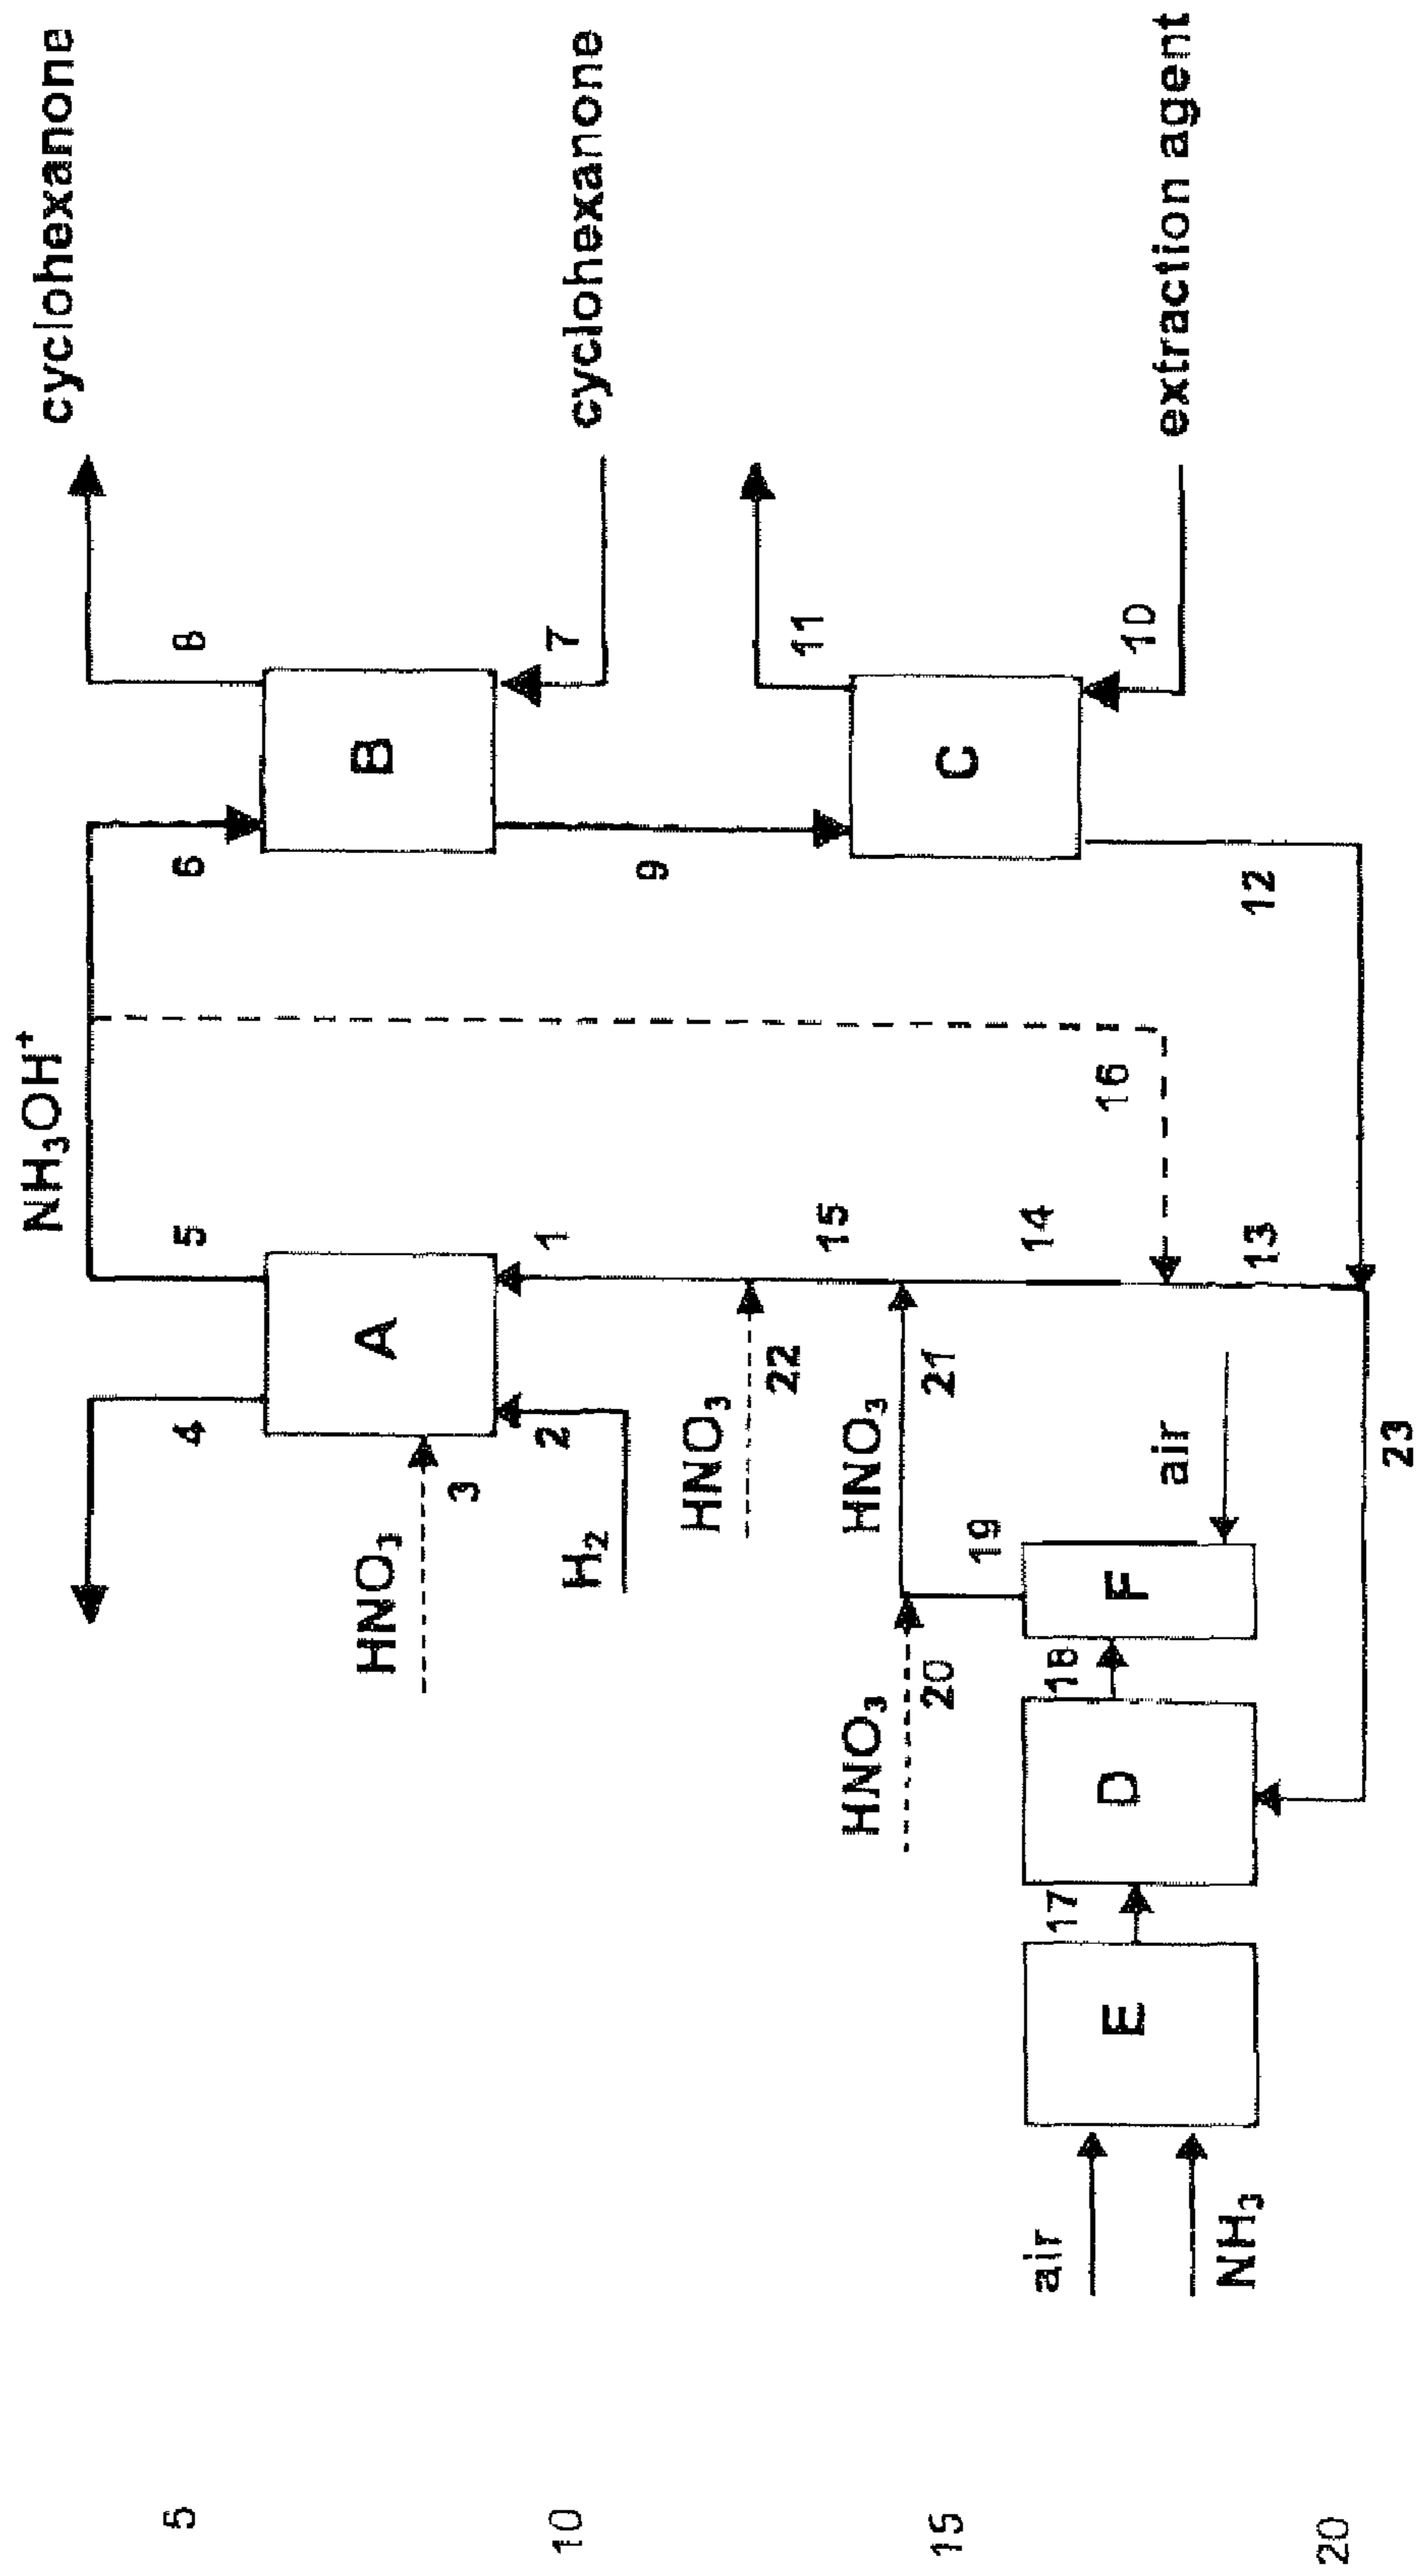 NH₃OH⁺
cyclohexanone
5
4
5
6
8
HNO₃
A
B
3
10
H₂
2
1
7
cyclohexanone
9
HNO₃
22
15
11
HNO₃
HNO₃
20
21
15
19
C
air
17
18
14
16
E
D
F
10
air
extraction agent
NH₃
13
12
20
23